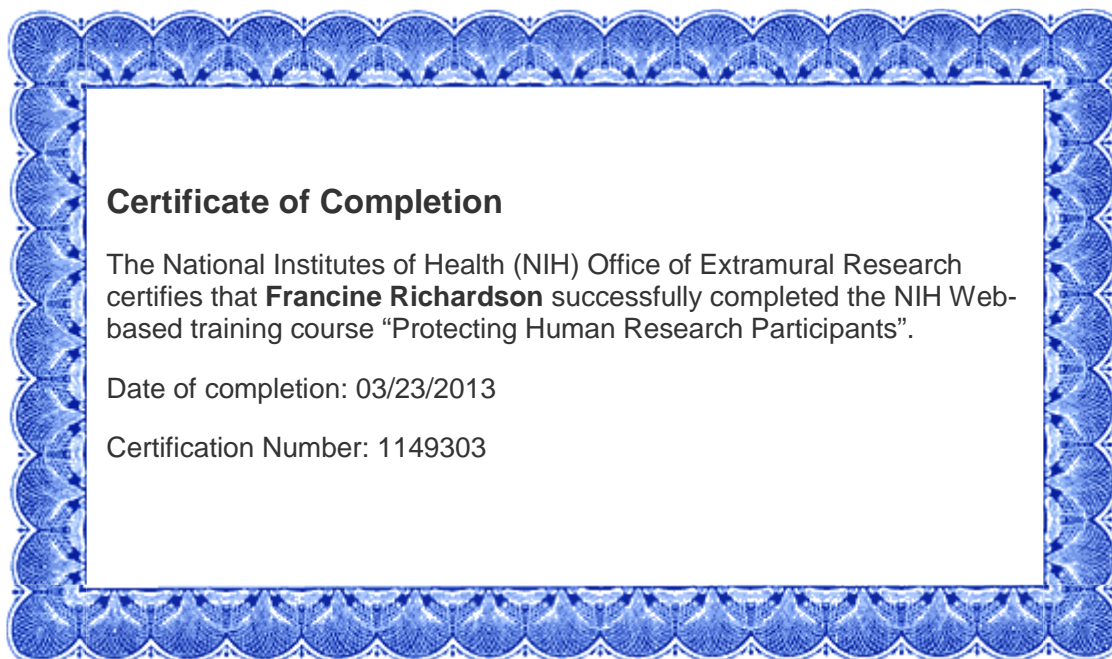 Certificate of Completion
The National Institutes of Health (NIH) Office of Extramural Research
certifies that Francine Richardson successfully completed the NIH Web-
based training course “Protecting Human Research Participants”.
Date of completion: 03/23/2013
Certification Number: 1149303